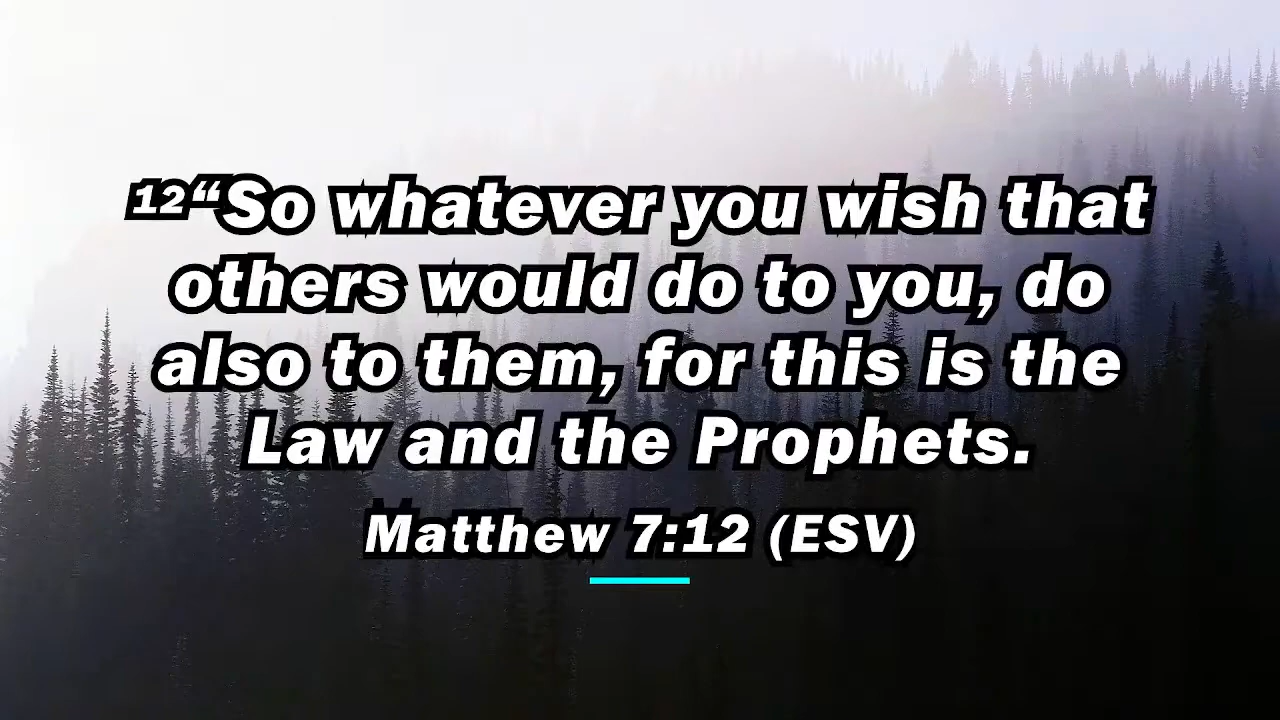 ¹²“So whatever you wish that
others would do to you, do
also to them, for this is the
Law and the Prophets.
Matthew 7:12 (ESV)